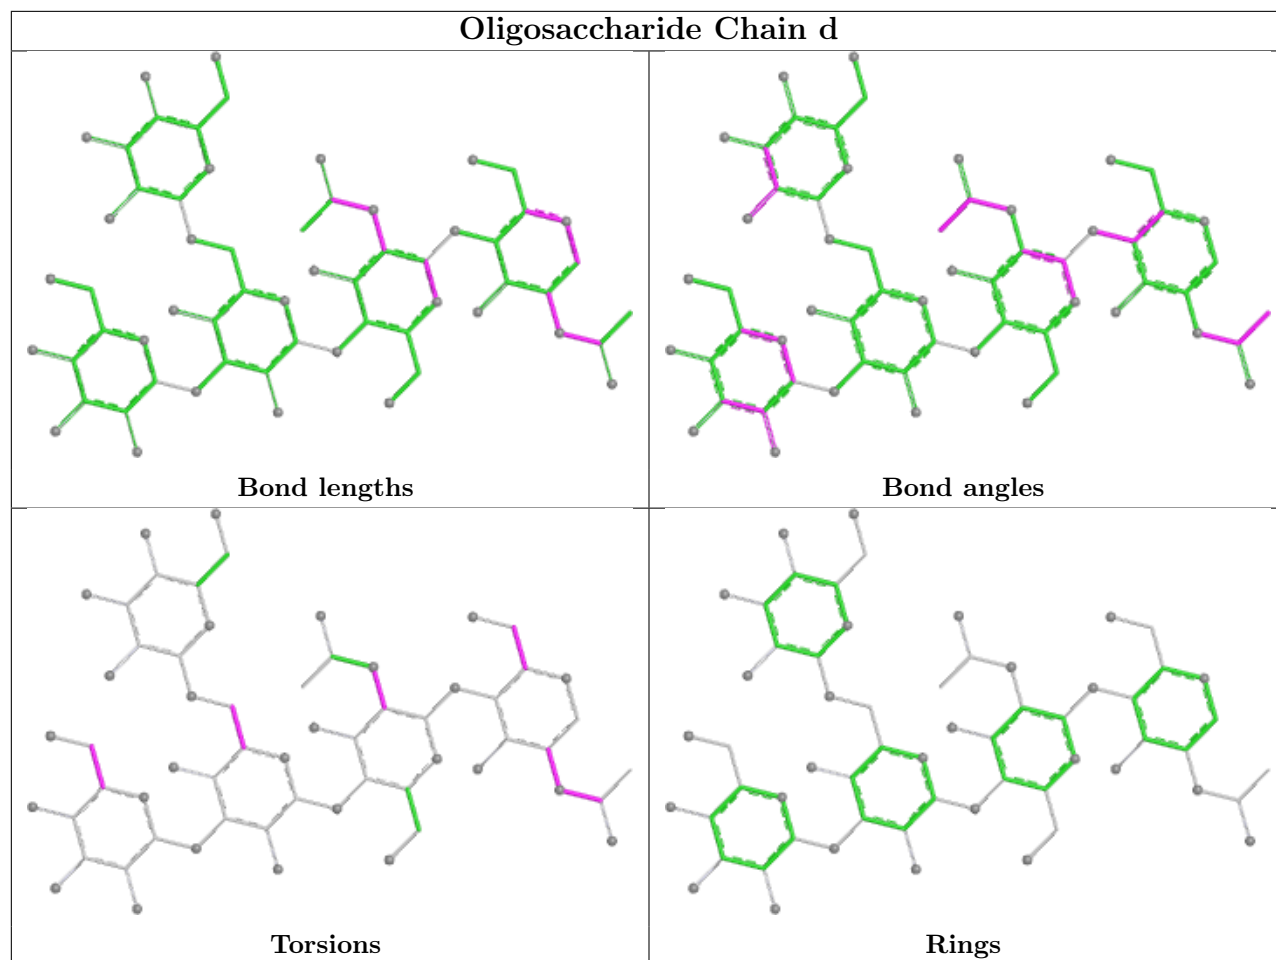 Oligosaccharide Chain d
Bond lengths
Bond angles
Torsions
Rings